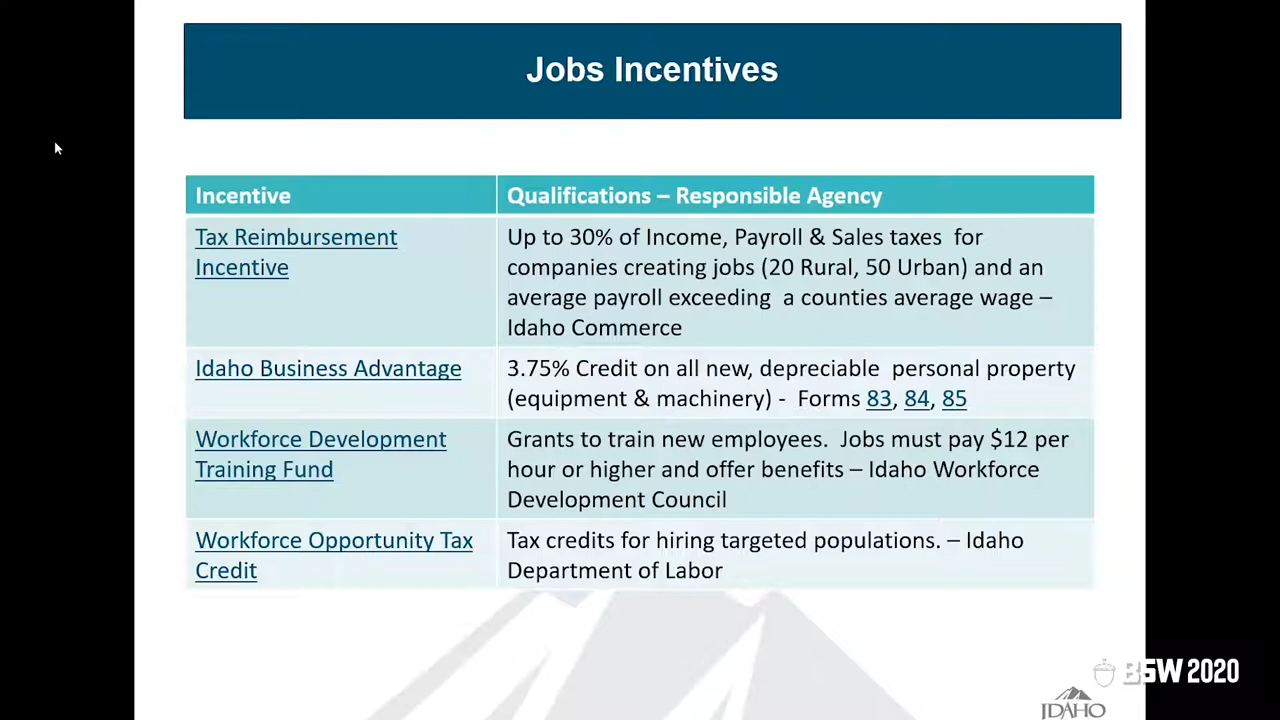 Jobs Incentives
Incentive
Qualifications – Responsible Agency
Tax Reimbursement
Incentive
Up to 30% of Income, Payroll & Sales taxes  for
companies creating jobs (20 Rural, 50 Urban) and an
average payroll exceeding  a counties average wage –
Idaho Commerce
Idaho Business Advantage
3.75% Credit on all new, depreciable  personal property
(equipment & machinery) -  Forms 83, 84, 85
Workforce Development
Training Fund
Grants to train new employees.  Jobs must pay $12 per
hour or higher and offer benefits – Idaho Workforce
Development Council
Workforce Opportunity Tax
Credit
Tax credits for hiring targeted populations. – Idaho
Department of Labor
BSW 2020
IDAHO